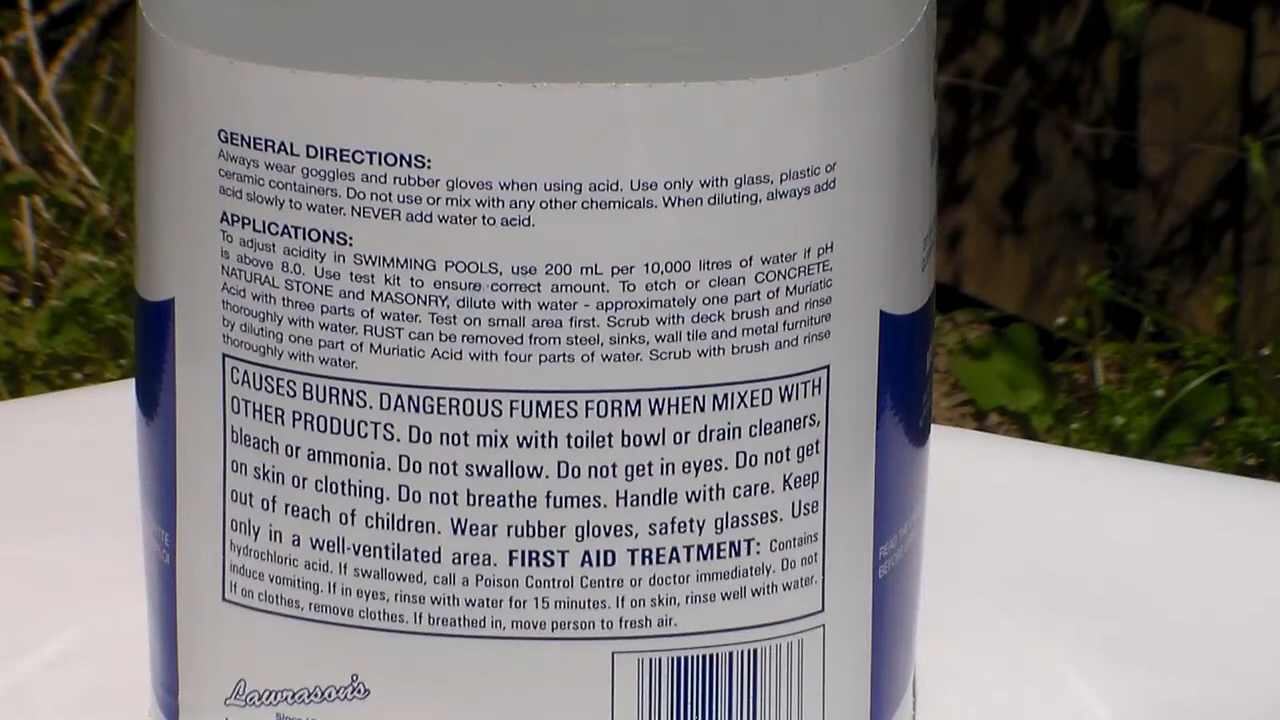 GENERAL DIRECTIONS:
Always wear goggles and rubber gloves when using acid. Use only with glass, plastic or
ceramic containers. Do not use or mix with any other chemicals. When diluting, always add
acid slowly to water. NEVER add water to acid.
APPLICATIONS:
To adjust acidity in SWIMMING POOLS, use 200 mL per 10,000 litres of water if pH
is above 8.0. Use test kit to ensure correct amount. To etch or clean CONCRETE,
NATURAL STONE and MASONRY, dilute with water - approximately one part of Muriatic
Acid with three parts of water. Test on small area first. Scrub with deck brush and rinse
thoroughly with water. RUST can be removed from steel, sinks, wall tile and metal furniture
by diluting one part of Muriatic Acid with four parts of water. Scrub with brush and rinse
thoroughly with water.
CAUSES BURNS. DANGEROUS FUMES FORM WHEN MIXED WITH
OTHER PRODUCTS. Do not mix with toilet bowl or drain cleaners,
bleach or ammonia. Do not swallow. Do not get in eyes. Do not get
on skin or clothing. Do not breathe fumes. Handle with care. Keep
out of reach of children. Wear rubber gloves, safety glasses. Use
only in a well-ventilated area. FIRST AID TREATMENT: Contains
hydrochloric acid. If swallowed, call a Poison Control Centre or doctor immediately. Do not
induce vomiting. If in eyes, rinse with water for 15 minutes. If on skin, rinse well with water.
If on clothes, remove clothes. If breathed in, move person to fresh air.
Lawrason's
READ THE